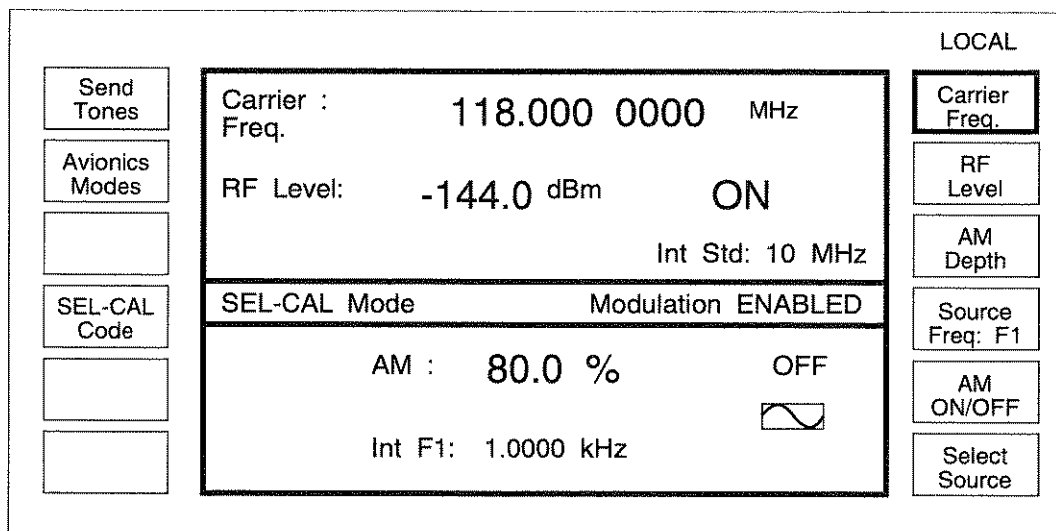 LOCAL
Send
Tones
Avionics
Modes
SEL-CAL
Code
Carrier :
Freq.
118.000 0000 MHz
RF Level: -144.0 dBm ON
Int Std: 10 MHz
SEL-CAL Mode Modulation ENABLED
AM : 80.0 % OFF
Int F1: 1.0000 kHz
Carrier
Freq.
RF
Level
AM
Depth
Source
Freq: F1
AM
ON/OFF
Select
Source